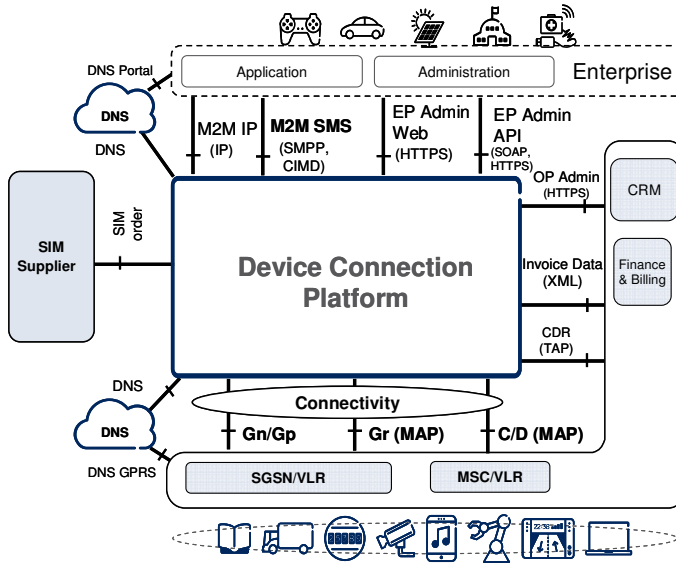 DNS Portal
Application
Administration
Enterprise
DNS
DNS
M2M IP
(IP)
M2M SMS
(SMPP,
CIMD)
EP Admin
Web
(HTTPS)
EP Admin
API
(SOAP,
HTTPS)
OP Admin
(HTTPS)
CRM
SIM
Supplier
SIM
order
Device Connection
Platform
Invoice Data
(XML)
Finance
& Billing
CDR
(TAP)
DNS
Connectivity
DNS
Gn/Gp
Gr (MAP)
C/D (MAP)
DNS GPRS
SGSN/VLR
MSC/VLR